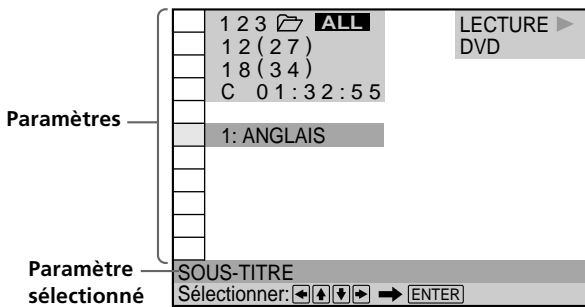 1 2 3 ALL
LECTURE
1 2 ( 2 7 )
DVD
1 8 ( 3 4 )
C 0 1 : 3 2 : 5 5
Paramètres
1: ANGLAIS
Paramètre sélectionné
SOUS-TITRE
Sélectionner: ENTER